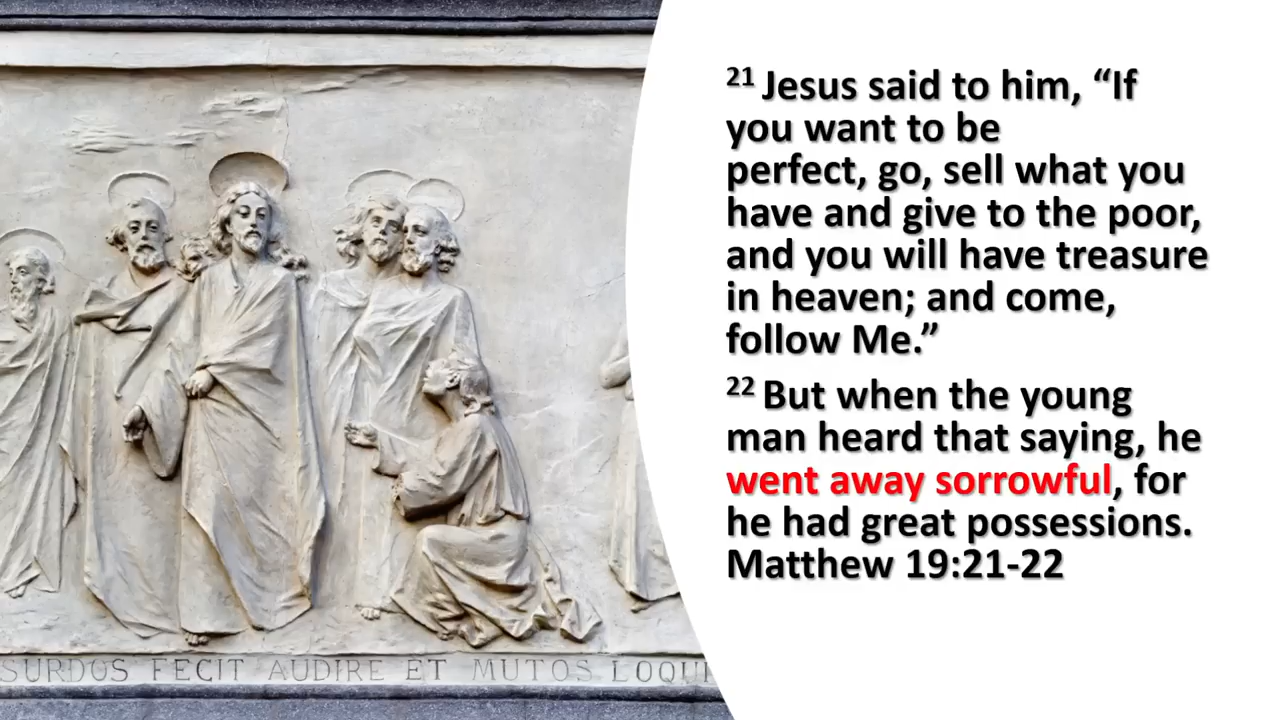 21 Jesus said to him, “If
you want to be
perfect, go, sell what you
have and give to the poor,
and you will have treasure
in heaven; and come,
follow Me.”
22 But when the young
man heard that saying, he
went away sorrowful, for
he had great possessions.
Matthew 19:21-22
SURDOS FECIT AUDIRE ET MUTOS LOQUI